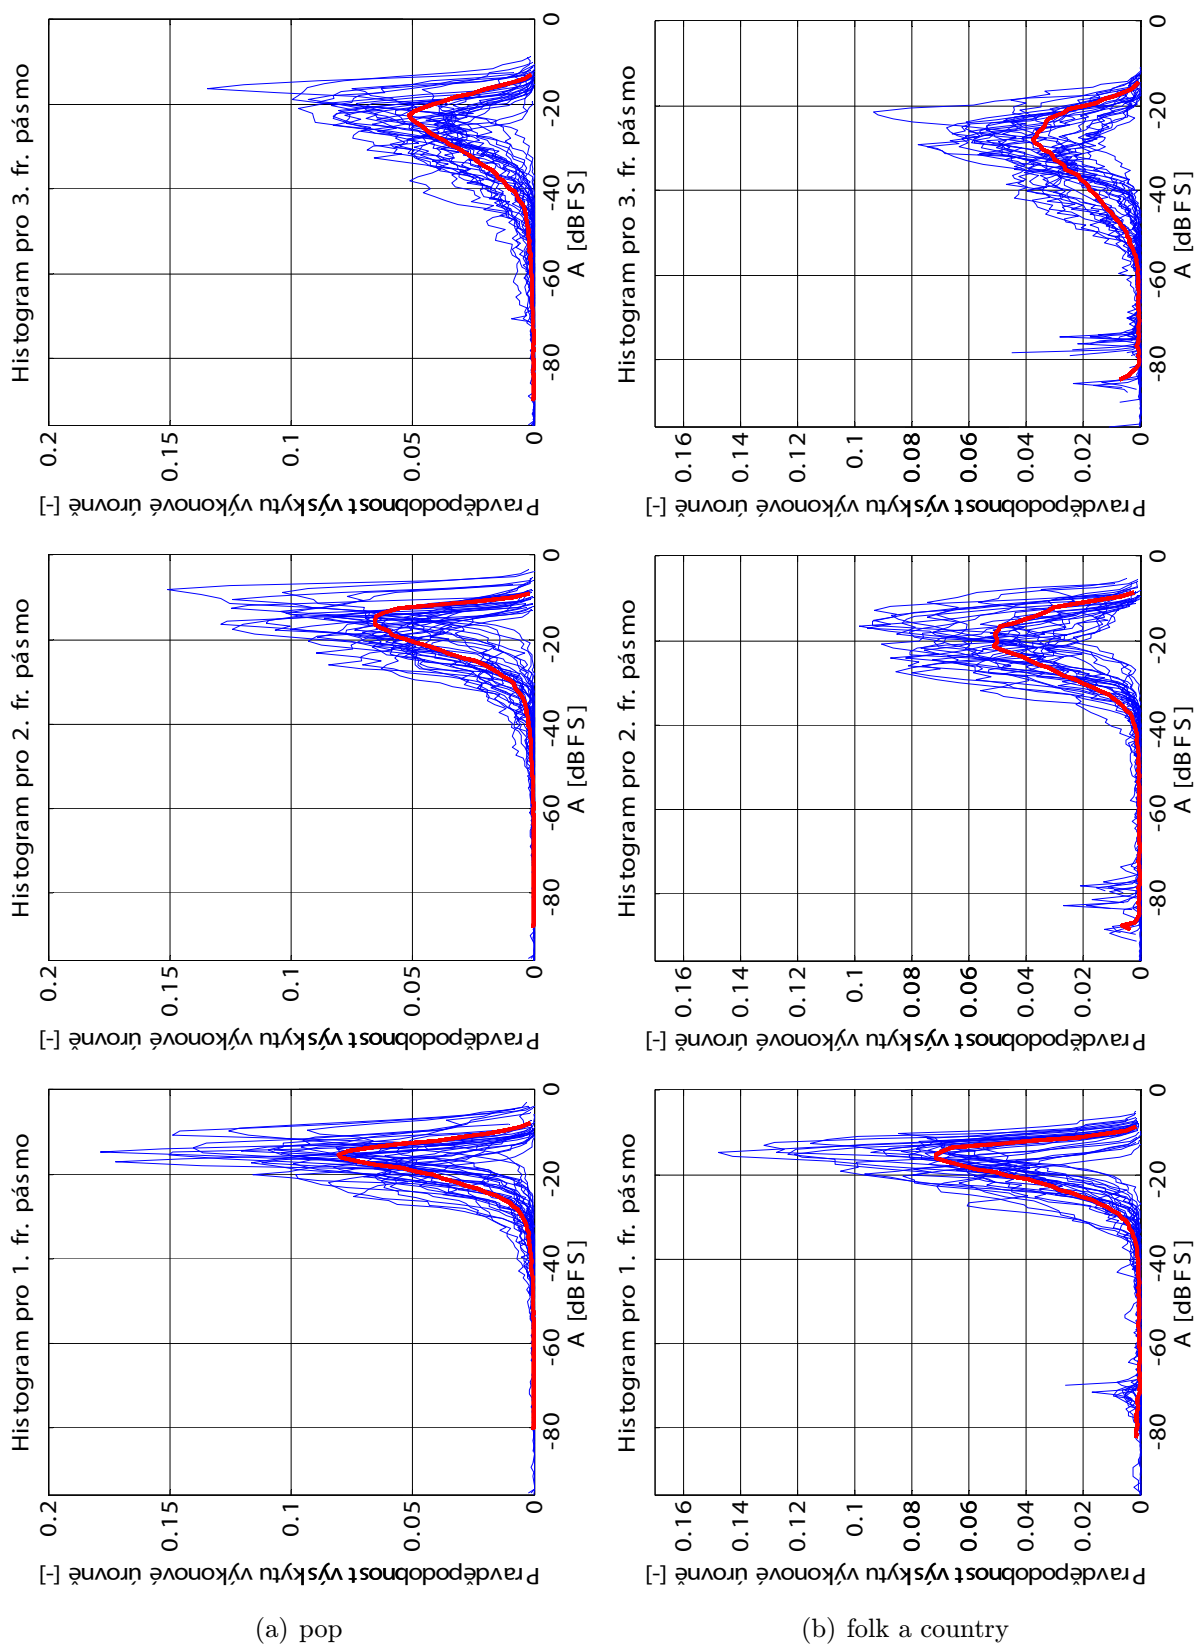 Histogram pro 1. fr. pásmo
Pravděpodobnost výskytu výkonové úrovně [-]
0.2
0.15
0.1
0.05
0
-80 -60 -40 -20 0
A [dBFS]
Histogram pro 2. fr. pásmo
Pravděpodobnost výskytu výkonové úrovně [-]
0.2
0.15
0.1
0.05
0
-80 -60 -40 -20 0
A [dBFS]
Histogram pro 3. fr. pásmo
Pravděpodobnost výskytu výkonové úrovně [-]
0.2
0.15
0.1
0.05
0
-80 -60 -40 -20 0
A [dBFS]
(a) pop
Histogram pro 1. fr. pásmo
Pravděpodobnost výskytu výkonové úrovně [-]
0.16
0.14
0.12
0.1
0.08
0.06
0.04
0.02
0
-80 -60 -40 -20 0
A [dBFS]
Histogram pro 2. fr. pásmo
Pravděpodobnost výskytu výkonové úrovně [-]
0.16
0.14
0.12
0.1
0.08
0.06
0.04
0.02
0
-80 -60 -40 -20 0
A [dBFS]
Histogram pro 3. fr. pásmo
Pravděpodobnost výskytu výkonové úrovně [-]
0.16
0.14
0.12
0.1
0.08
0.06
0.04
0.02
0
-80 -60 -40 -20 0
A [dBFS]
(b) folk a country